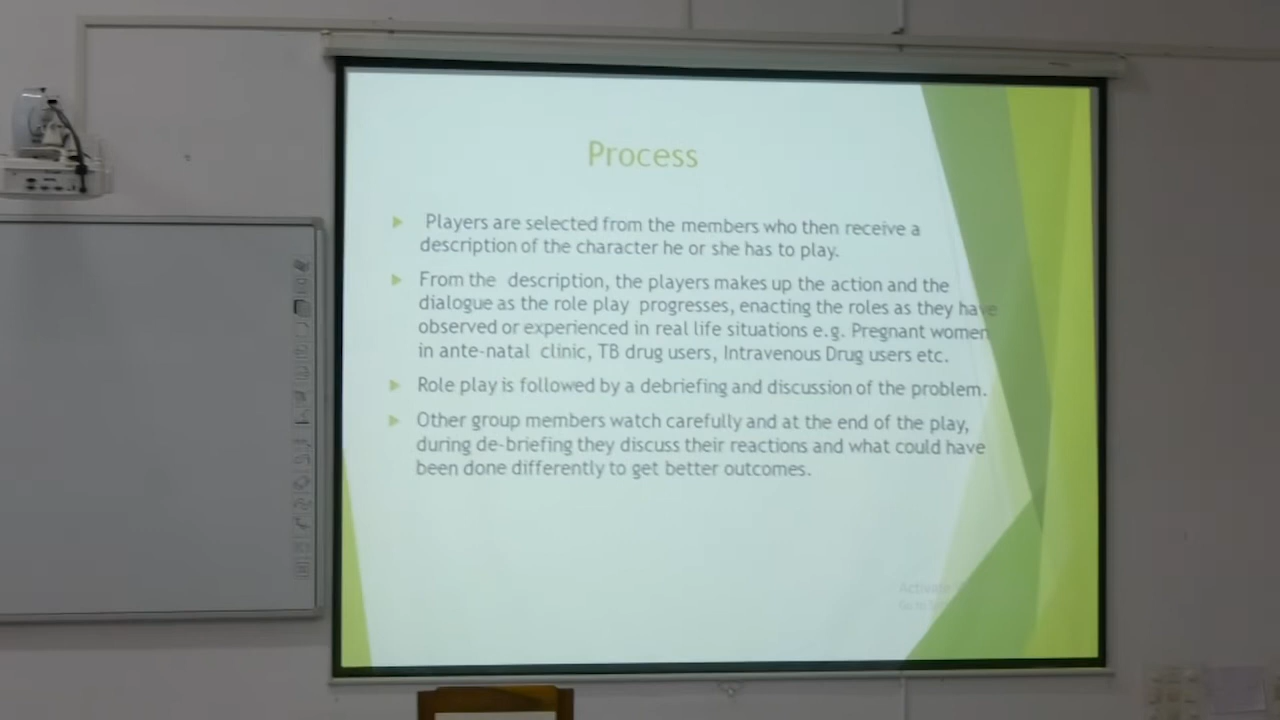 Process
Players are selected from the members who then receive a
description of the character he or she has to play.
From the description, the players makes up the action and the
dialogue as the role play progresses, enacting the roles as they have
observed or experienced in real life situations e.g. Pregnant women
in ante-natal clinic, TB drug users, Intravenous Drug users etc.
Role play is followed by a debriefing and discussion of the problem.
Other group members watch carefully and at the end of the play,
during de-briefing they discuss their reactions and what could have
been done differently to get better outcomes.
Activate
Go to